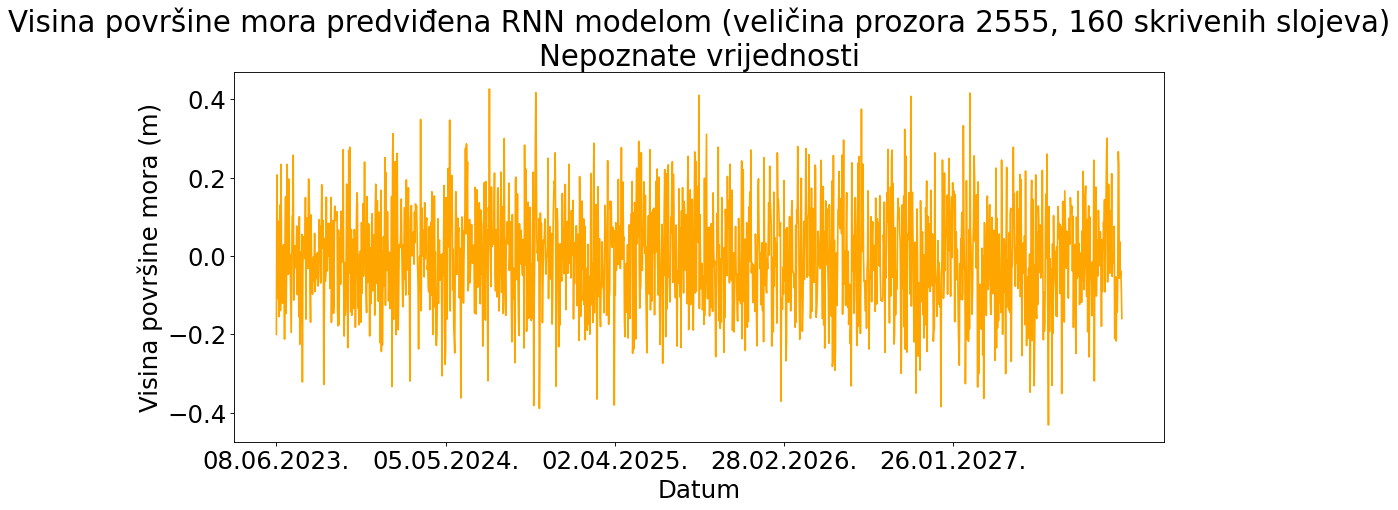 Visina površine mora predviđena RNN modelom (veličina prozora 2555, 160 skrivenih slojeva)
Nepoznate vrijednosti
Visina površine mora (m)
0.4
0.2
0.0
−0.2
−0.4
08.06.2023. 05.05.2024. 02.04.2025. 28.02.2026. 26.01.2027.
Datum